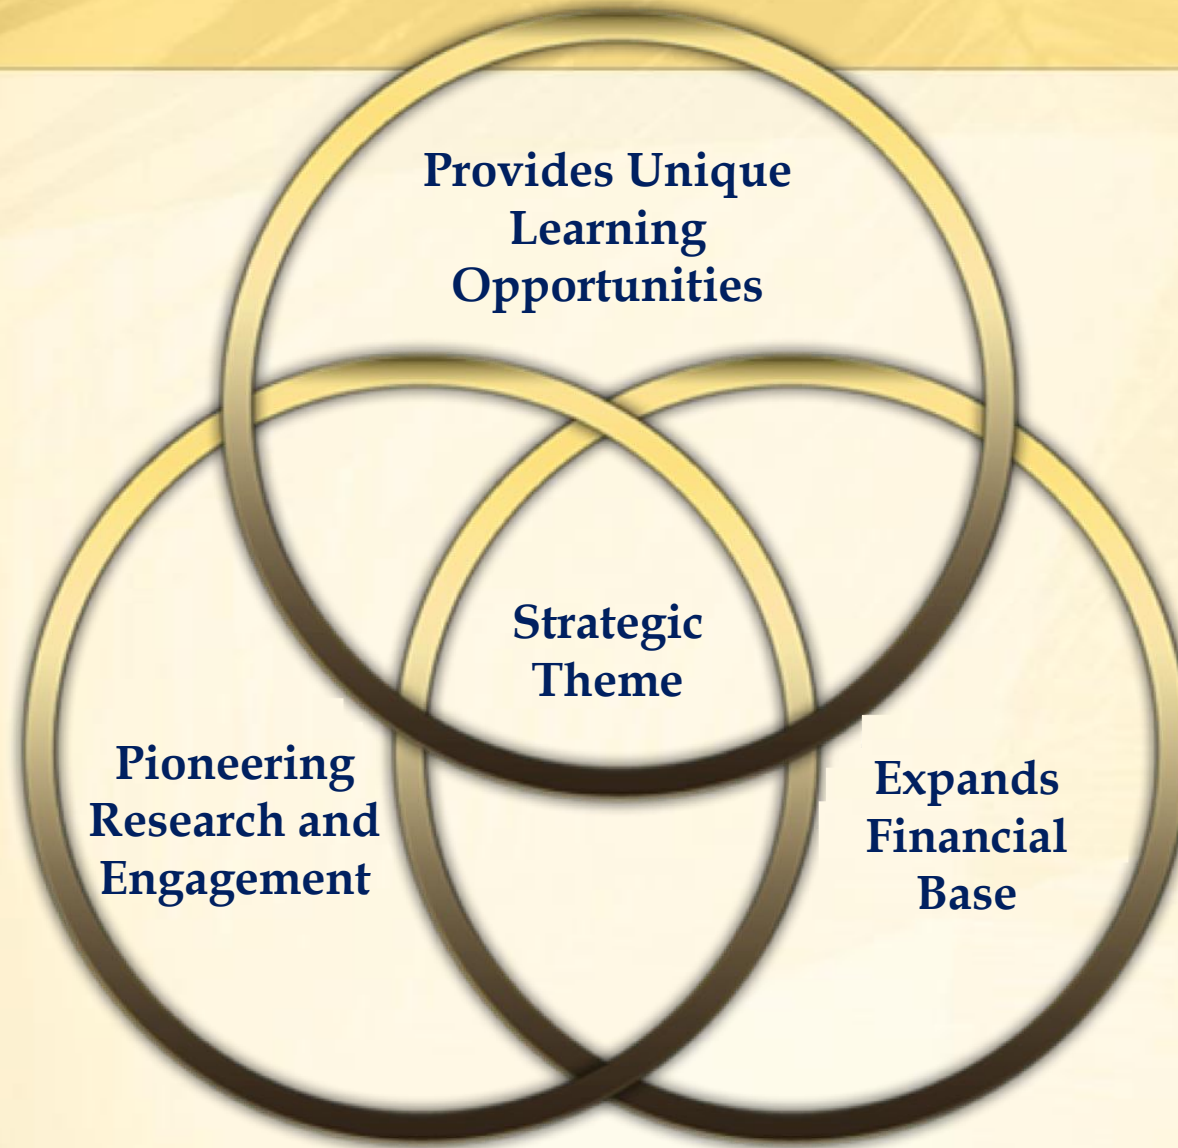 Provides Unique
Learning
Opportunities
Strategic
Theme
Pioneering
Research and
Engagement
Expands
Financial
Base